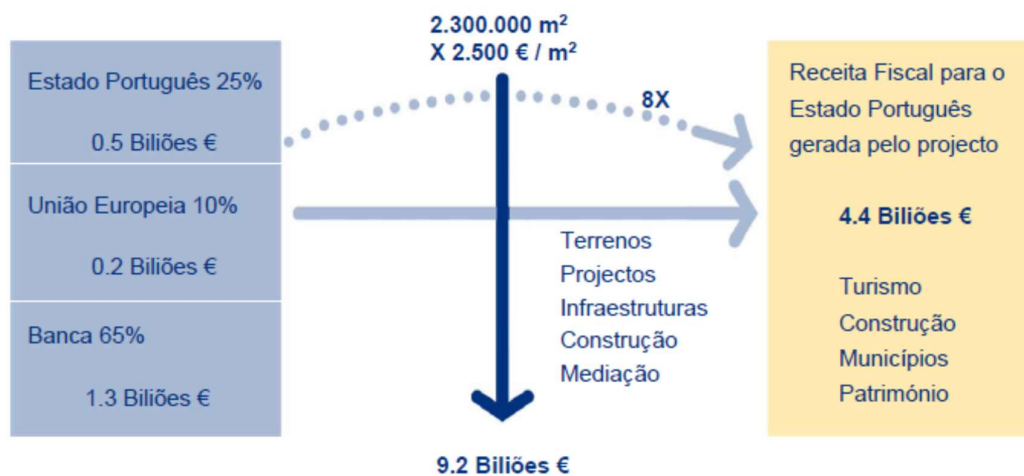 2.300.000 m²
X 2.500 € / m²
Estado Português 25%
0.5 Biliões €
União Europeia 10%
0.2 Biliões €
Banca 65%
1.3 Biliões €
8X
Terrenos
Projectos
Infraestruturas
Construção
Mediação
9.2 Biliões €
Receita Fiscal para o
Estado Português
gerada pelo projecto
4.4 Biliões €
Turismo
Construção
Municípios
Património